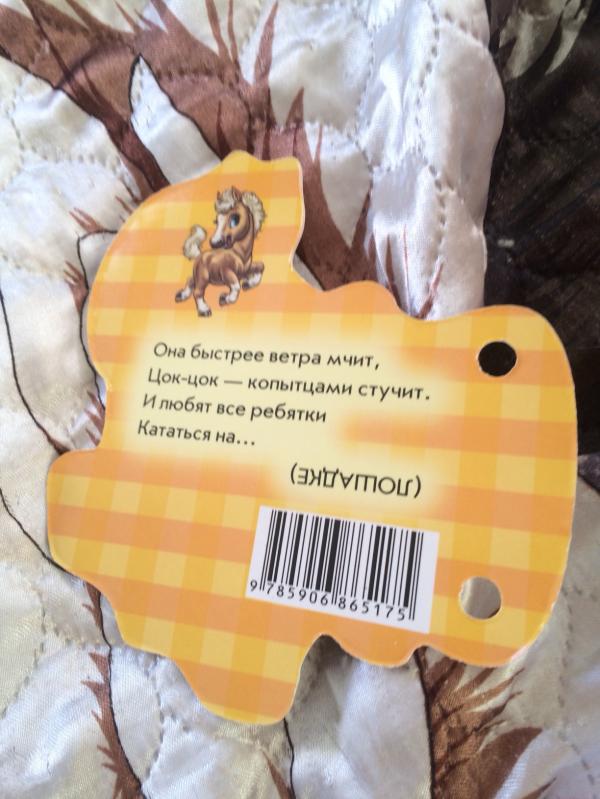 Она быстрее ветра мчит,
Цок-цок — копытцами стучит.
И любят все ребятки
Кататься на...
(ЛОШАДКЕ)
9 785906 865175